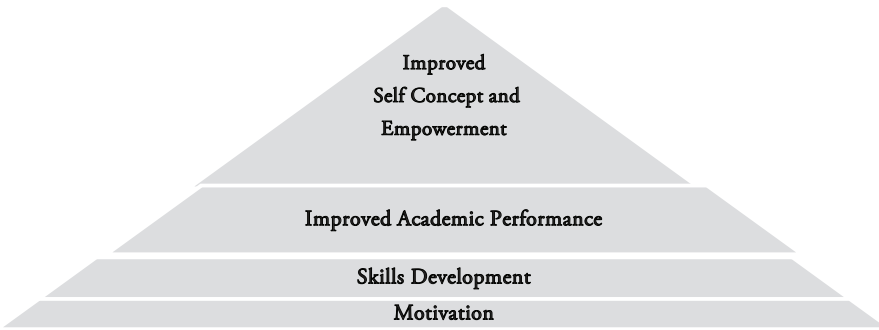 Improved
Self Concept and
Empowerment
Improved Academic Performance
Skills Development
Motivation